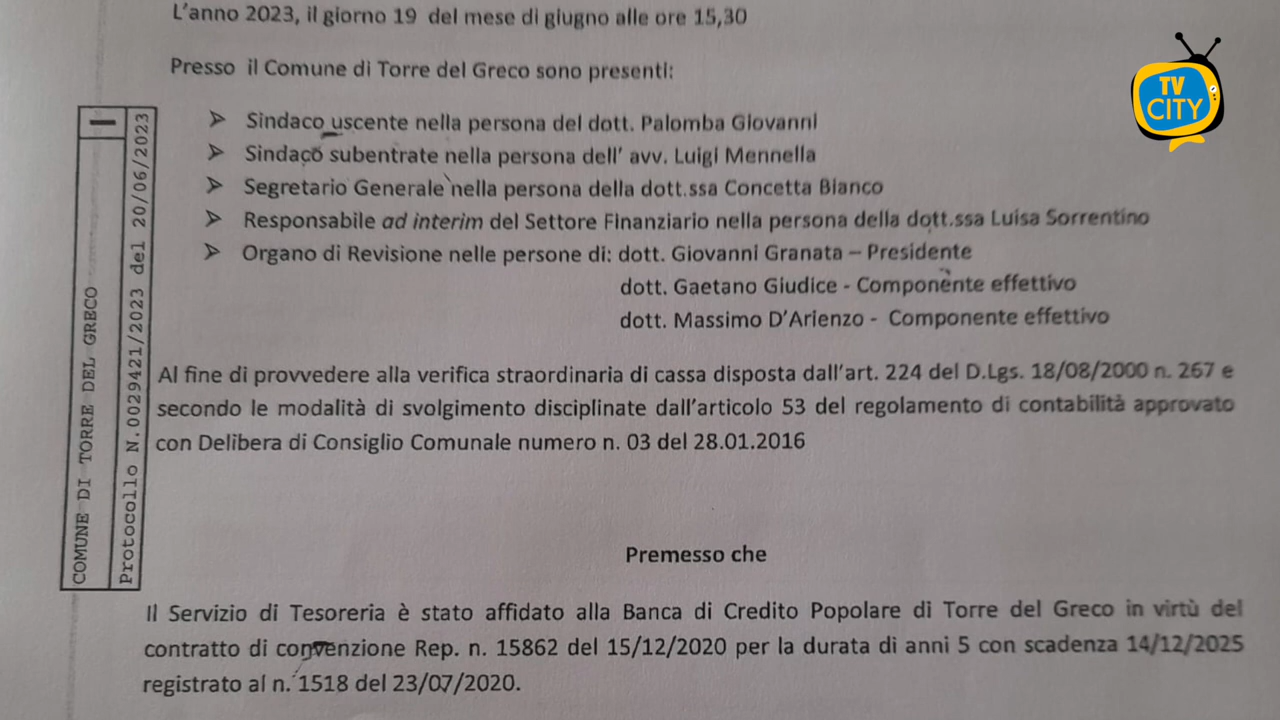 L'anno 2023, il giorno 19 del mese di giugno alle ore 15,30
Presso il Comune di Torre del Greco sono presenti:
➢ Sindaco uscente nella persona del dott. Palomba Giovanni
➢ Sindaco subentrate nella persona dell' avv. Luigi Mennella
➢ Segretario Generale nella persona della dott.ssa Concetta Bianco
➢ Responsabile ad interim del Settore Finanziario nella persona della dott.ssa Luisa Sorrentino
➢ Organo di Revisione nelle persone di: dott. Giovanni Granata – Presidente
dott. Gaetano Giudice - Componente effettivo
dott. Massimo D'Arienzo - Componente effettivo
Al fine di provvedere alla verifica straordinaria di cassa disposta dall'art. 224 del D.Lgs. 18/08/2000 n. 267 e
secondo le modalità di svolgimento disciplinate dall'articolo 53 del regolamento di contabilità approvato
con Delibera di Consiglio Comunale numero n. 03 del 28.01.2016
Premesso che
Il Servizio di Tesoreria è stato affidato alla Banca di Credito Popolare di Torre del Greco in virtù del
contratto di convenzione Rep. n. 15862 del 15/12/2020 per la durata di anni 5 con scadenza 14/12/2025
registrato al n. 1518 del 23/07/2020.
COMUNE DI TORRE DEL GRECO I
Protocollo N.0029421/2023 del 20/06/2023
TV
CITY